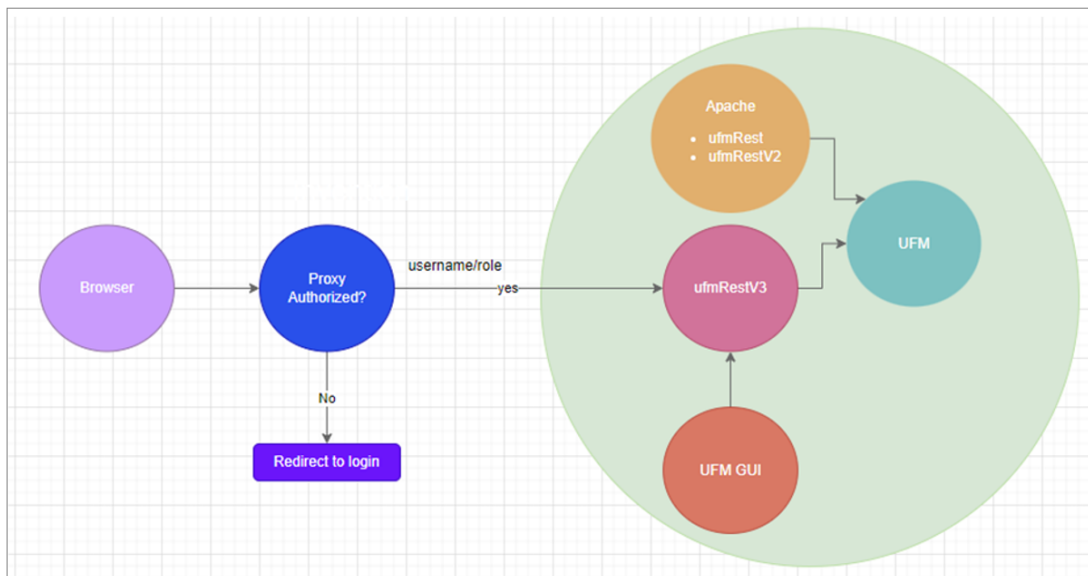 Apache
ufmRest
ufmRestV2
UFM
Browser
Proxy
Authorized?
username/role
yes
ufmRestV3
No
Redirect to login
UFM GUI